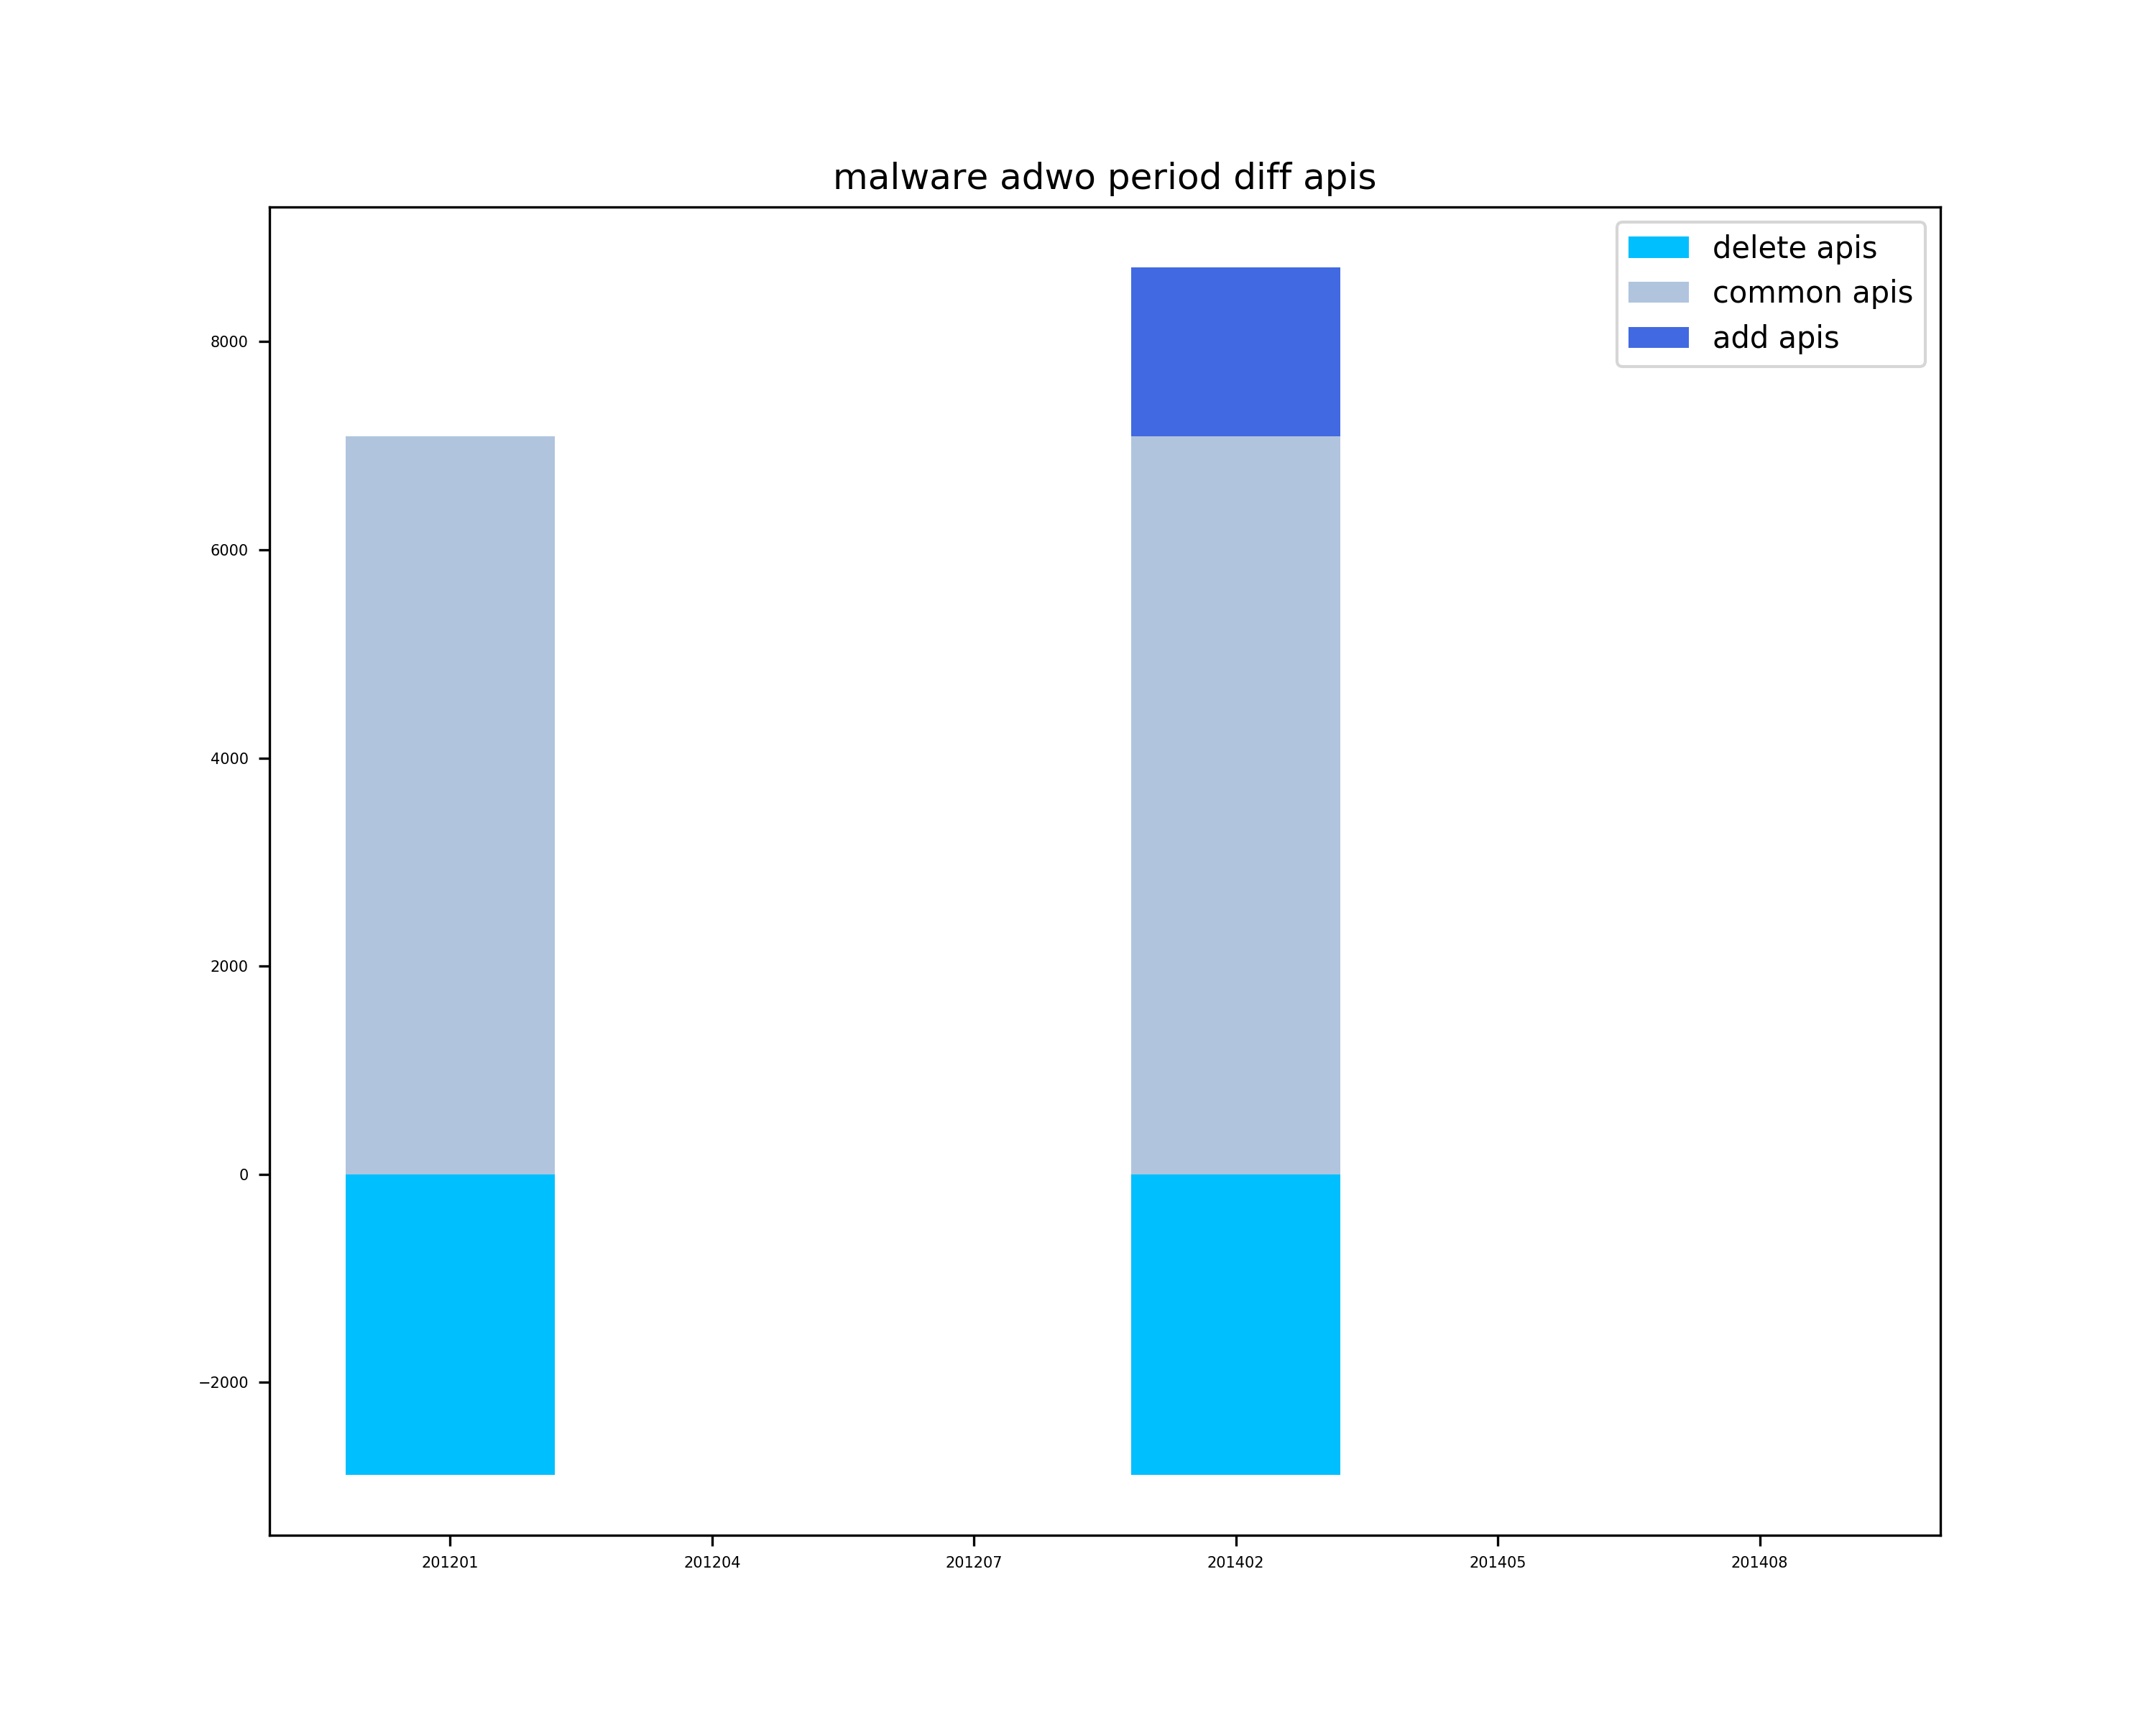 malware adwo period diff apis
delete apis
common apis
add apis
8000
6000
4000
2000
0
−2000
201201 201204 201207 201402 201405 201408